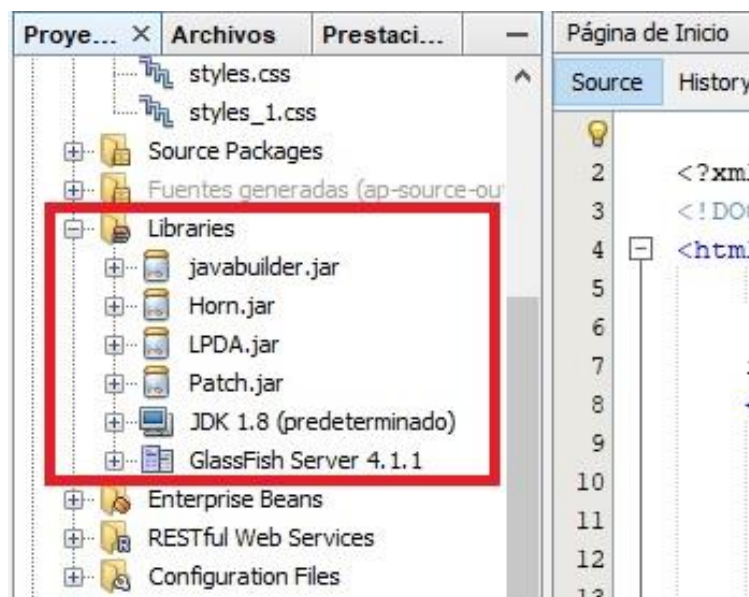 Proye... × Archivos Prestaci... —
styles.css
styles_1.css
Source Packages
Fuentes generadas (ap-source-ou
Libraries
javabuilder.jar
Horn.jar
LPDA.jar
Patch.jar
JDK 1.8 (predeterminado)
GlassFish Server 4.1.1
Enterprise Beans
RESTful Web Services
Configuration Files
Página de Inicio
Source History
2 <?xml
3 <!DOC
4 <html
5
6
7
8 <
9
10
11
12
13